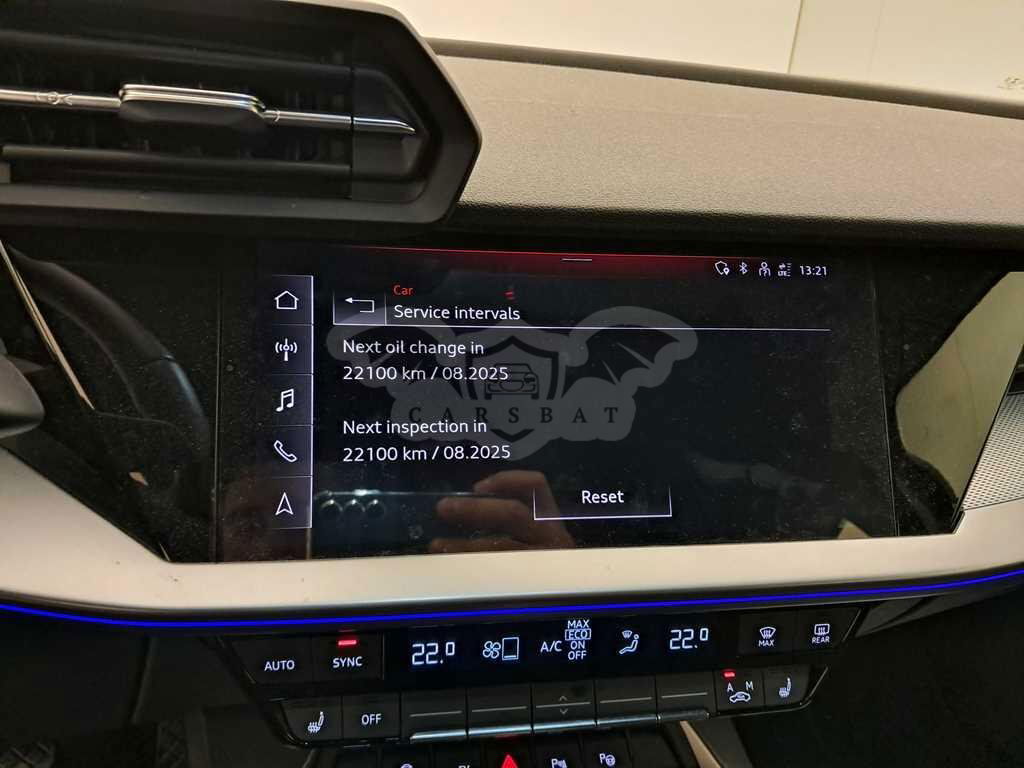 LTE
13:21
Car
Service intervals
Next oil change in
22100 km / 08.2025
CARSBAT
Next inspection in
22100 km / 08.2025
Reset
AUTO
SYNC
22.0
A/C
MAX
ECO
ON
OFF
22.0
MAX
REAR
OFF
A M